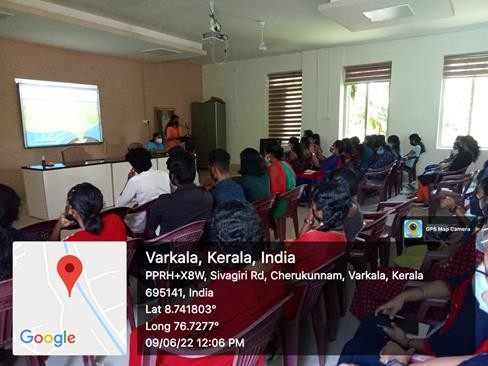 GPS Map Camera
Varkala, Kerala, India
PPRH+X8W, Sivagiri Rd, Cherukunnam, Varkala, Kerala
695141, India
Lat 8.741803°
Long 76.7277°
09/06/22 12:06 PM
Google